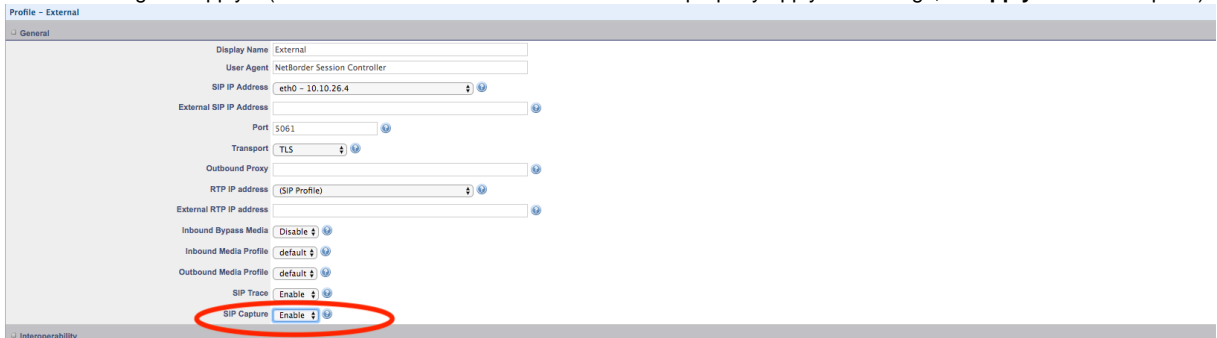 Profile - External
General
Display Name External
User Agent NetBorder Session Controller
SIP IP Address eth0 - 10.10.26.4
External SIP IP Address
Port 5061
Transport TLS
Outbound Proxy
RTP IP address (SIP Profile)
External RTP IP address
Inbound Bypass Media Disable
Inbound Media Profile default
Outbound Media Profile default
SIP Trace Enable
SIP Capture Enable
Interoperability